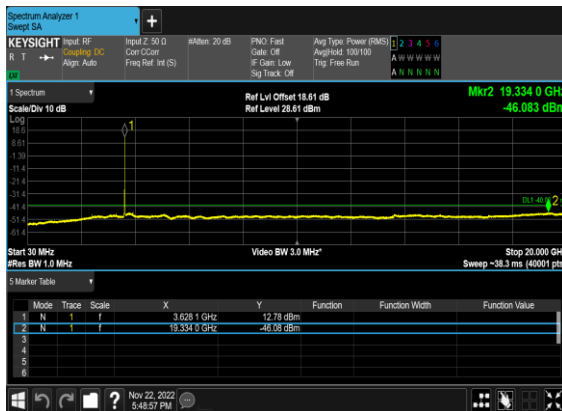 Spectrum Analyzer 1
Swept SA
+
KEYSIGHT Input: RF Input Z: 50 Ω #Atten: 20 dB PNO: Fast Avg Type: Power (RMS) 1 2 3 4 5 6
R T Coupling: DC Corr CCorr Gate: Off Avg|Hold: 100/100 A W W W W W
Align: Auto Freq Ref: Int (S) IF Gain: Low Trig: Free Run
Sig Track: Off A N N N N N
1 Spectrum Mkr2 19.334 0 GHz
Scale/Div 10 dB Ref Lvl Offset 18.61 dB -46.083 dBm
Ref Level 28.61 dBm
Log
18.6
8.61
-1.39
-11.4
-21.4
-31.4
-41.4
-51.4
-61.4
1
2
Start 30 MHz Video BW 3.0 MHz* Stop 20.000 GHz
#Res BW 1.0 MHz Sweep ~38.3 ms (40001 pts)
5 Marker Table
Mode Trace Scale X Y Function Function Width Function Value
1 N 1 f 3.628 1 GHz 12.78 dBm
2 N 1 f 19.334 0 GHz -46.08 dBm
3
4
5
6
? Nov 22, 2022
5:48:57 PM